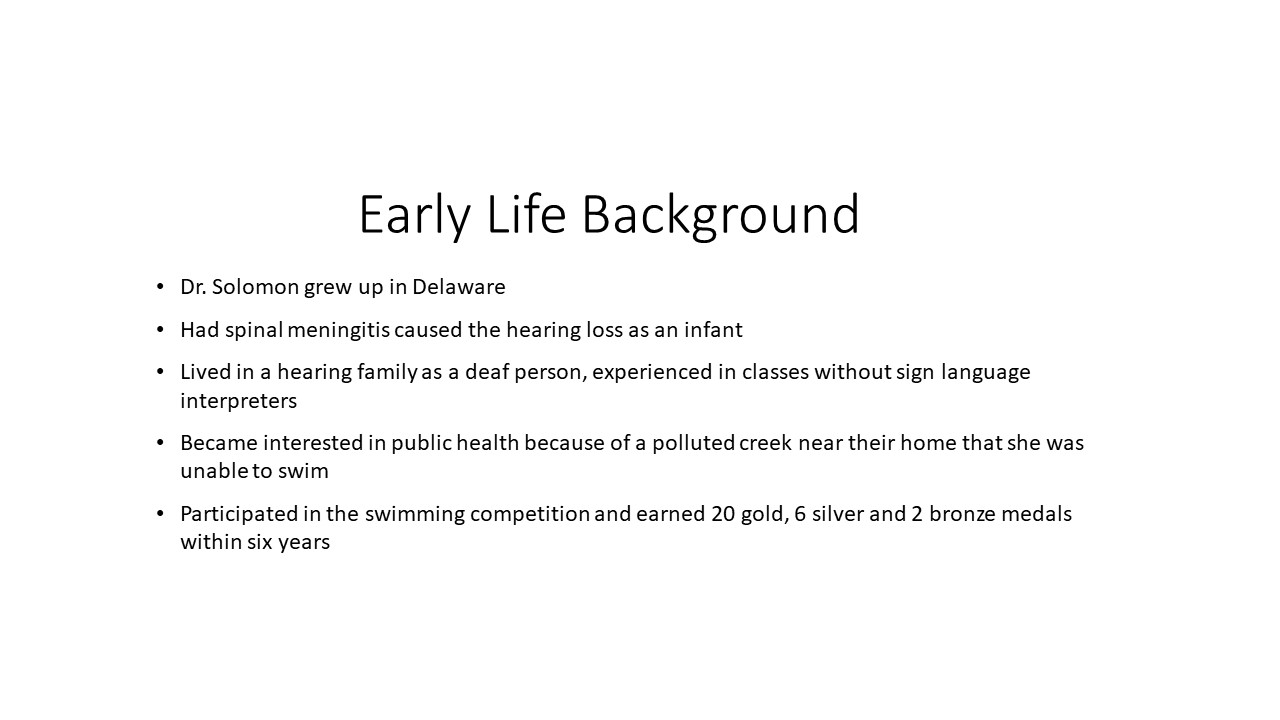 Early Life Background
• Dr. Solomon grew up in Delaware
• Had spinal meningitis caused the hearing loss as an infant
• Lived in a hearing family as a deaf person, experienced in classes without sign language
interpreters
• Became interested in public health because of a polluted creek near their home that she was
unable to swim
• Participated in the swimming competition and earned 20 gold, 6 silver and 2 bronze medals
within six years